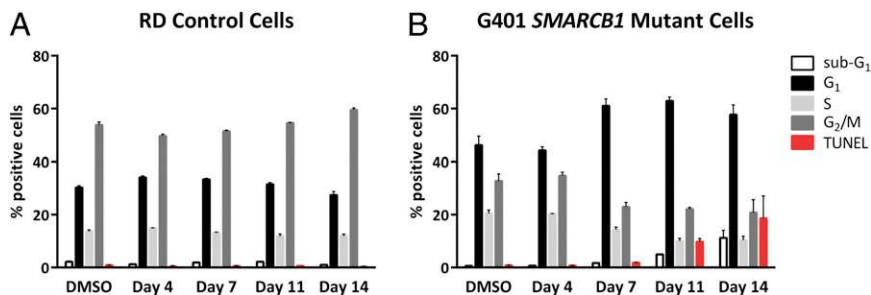 A
RD Control Cells
% positive cells
80
60
40
20
0
DMSO
Day 4
Day 7
Day 11
Day 14
B
G401 SMARCB1 Mutant Cells
% positive cells
80
60
40
20
0
DMSO
Day 4
Day 7
Day 11
Day 14
sub-G₁
G₁
S
G₂/M
TUNEL